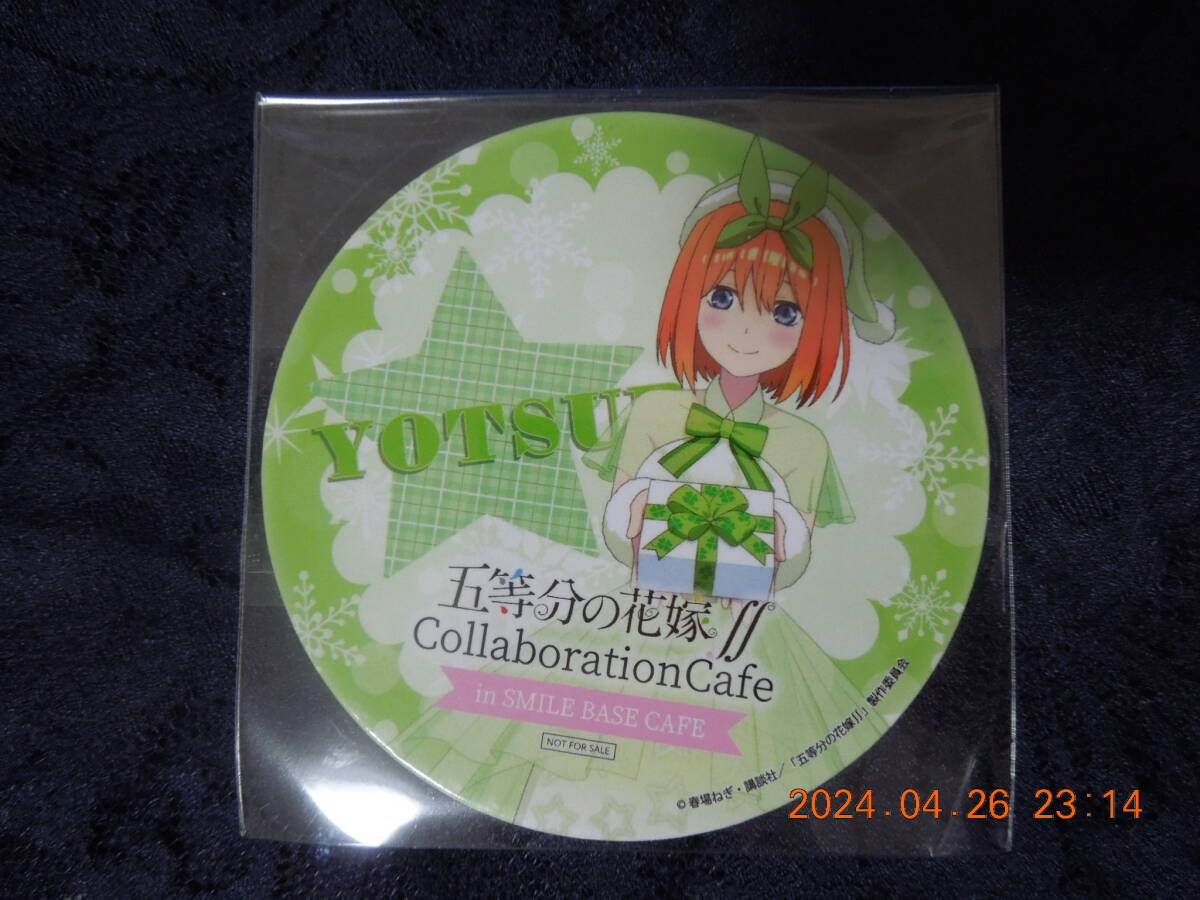 YOTSU
五等分の花嫁∬
CollaborationCafe
in SMILE BASE CAFE
NOT FOR SALE
© 春場ねぎ・講談社／「五等分の花嫁∬」製作委員会
2024.04.26 23:14